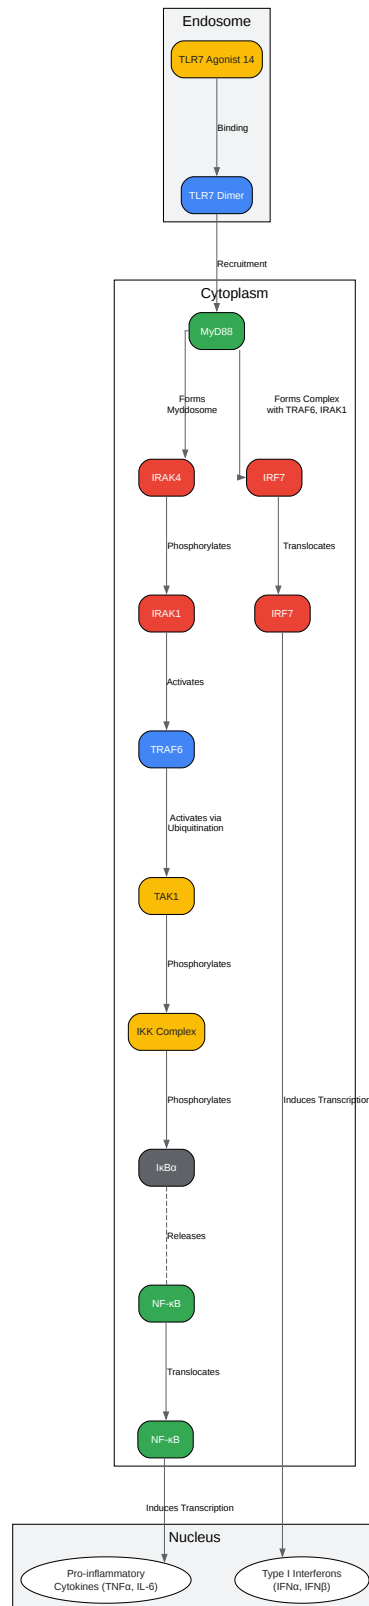 Endosome
TLR7 Agonist 14
Binding
TLR7 Dimer
Recruitment
Cytoplasm
MyD88
Forms
Myddosome
Forms Complex
with TRAF6, IRAK1
IRAK4
IRF7
Phosphorylates
Translocates
IRAK1
IRF7
Activates
TRAF6
Activates via
Ubiquitination
TAK1
Phosphorylates
IKK Complex
Phosphorylates
Induces Transcription
IκBα
Releases
NF-κB
Translocates
NF-κB
Induces Transcription
Nucleus
Pro-inflammatory
Cytokines (TNFα, IL-6)
Type I Interferons
(IFNα, IFNβ)